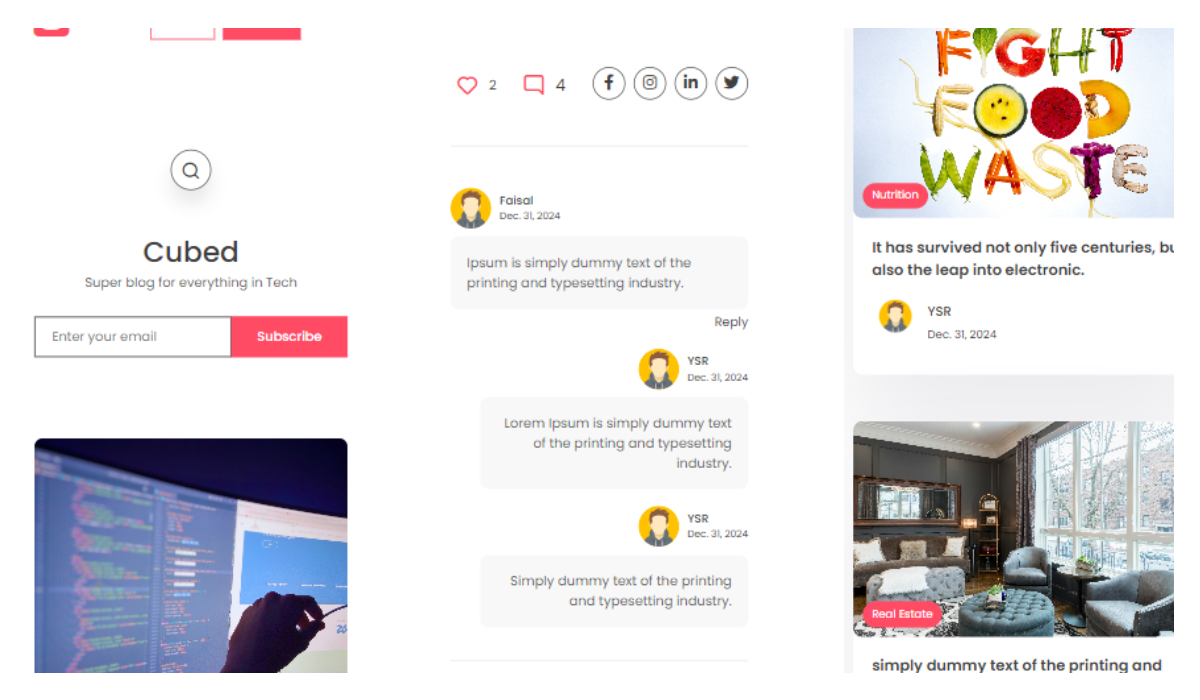 Cubed
Super blog for everything in Tech
Enter your email
Subscribe
2
4
Faisal
Dec. 31, 2024
Ipsum is simply dummy text of the
printing and typesetting industry.
Reply
YSR
Dec. 31, 2024
Lorem Ipsum is simply dummy text
of the printing and typesetting
industry.
YSR
Dec. 31, 2024
Simply dummy text of the printing
and typesetting industry.
FIGHT
FOOD
WASTE
Nutrition
It has survived not only five centuries, bu
also the leap into electronic.
YSR
Dec. 31, 2024
Real Estate
simply dummy text of the printing and